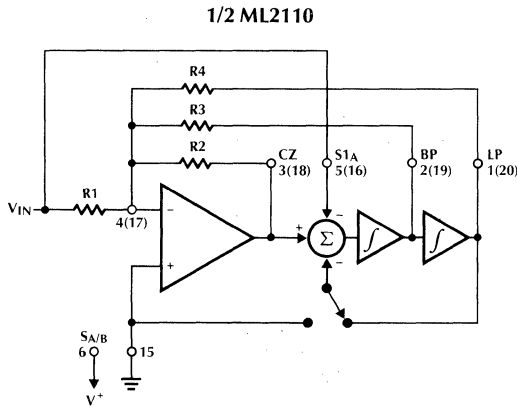 1/2 ML2110
R4
R3
R2
CZ
3(18)
S1A
5(16)
BP
2(19)
LP
1(20)
R1
VIN
4(17)
−
+
+
Σ
−
−
∫
∫
SA/B
6
15
V+